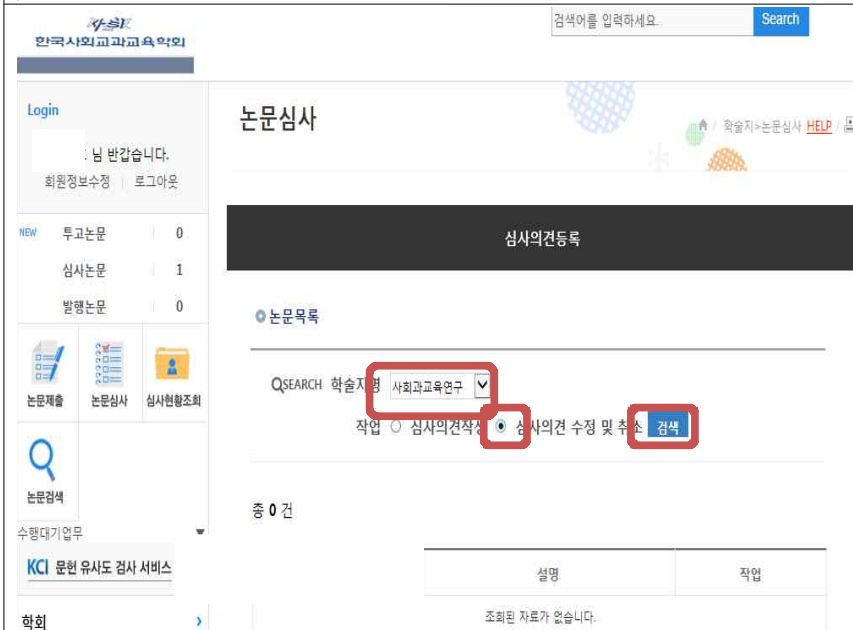 사회
한국사회교과교육학회
검색어를 입력하세요.
Search
Login
님 반갑습니다.
회원정보수정 | 로그아웃
NEW 투고논문 0
심사논문 1
발행논문 0
논문제출 논문심사 심사현황조회
논문검색
수행대기업무
KCI 문헌 유사도 검사 서비스
학회
논문심사
/ 학술지>논문심사 HELP /
심사의견등록
논문목록
SEARCH 학술지명 사회과교육연구
작업 심사의견작성 심사의견 수정 및 취소 검색
총 0 건
설명 작업
조회된 자료가 없습니다.